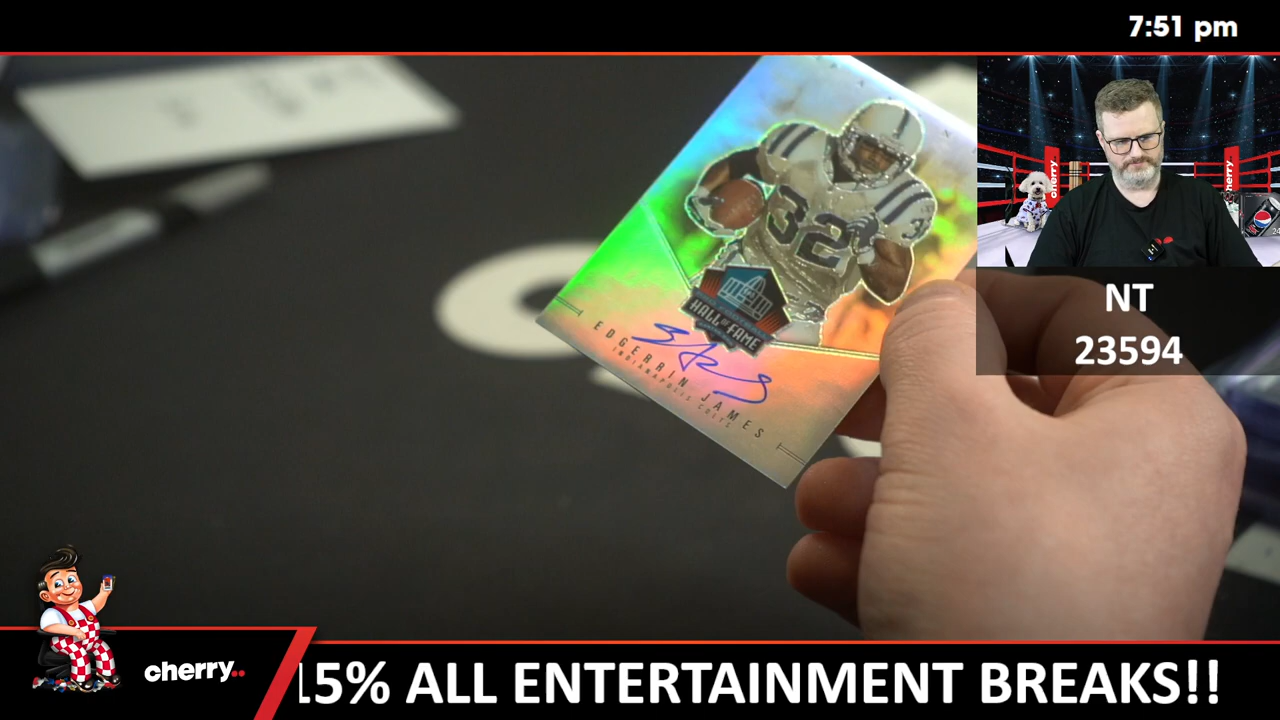 7:51 pm
cherry
cherry
NT
23594
32
HALL OF FAME
EDGERRIN JAMES
INDIANAPOLIS COLTS
cherry..
15% ALL ENTERTAINMENT BREAKS!!